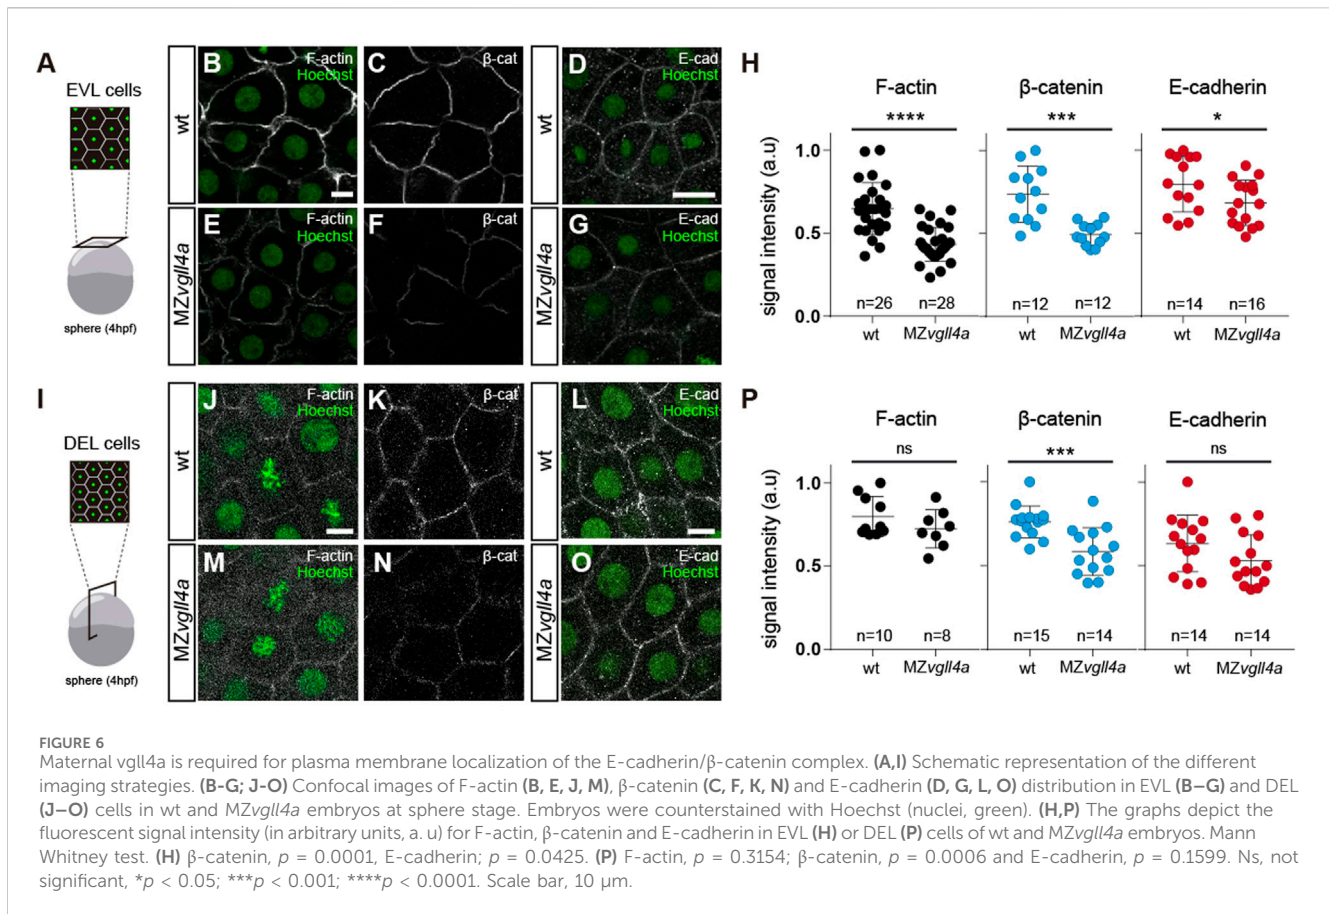 A
EVL cells
sphere (4hpf)
wt
B
F-actin
Hoechst
C
β-cat
wt
D
E-cad
Hoechst
MZvgll4a
E
F-actin
Hoechst
F
β-cat
MZvgll4a
G
E-cad
Hoechst
H
F-actin
β-catenin
E-cadherin
****
***
*
signal intensity (a.u)
1.0
0.5
0.0
n=26
n=28
n=12
n=12
n=14
n=16
wt
MZvgll4a
wt
MZvgll4a
wt
MZvgll4a
I
DEL cells
sphere (4hpf)
wt
J
F-actin
Hoechst
K
β-cat
wt
L
E-cad
Hoechst
MZvgll4a
M
F-actin
Hoechst
N
β-cat
MZvgll4a
O
E-cad
Hoechst
P
F-actin
β-catenin
E-cadherin
ns
***
ns
signal intensity (a.u)
1.0
0.5
0.0
n=10
n=8
n=15
n=14
n=14
n=14
wt
MZvgll4a
wt
MZvgll4a
wt
MZvgll4a
FIGURE 6
Maternal vgll4a is required for plasma membrane localization of the E-cadherin/β-catenin complex. (A,I) Schematic representation of the different
imaging strategies. (B-G; J-O) Confocal images of F-actin (B, E, J, M), β-catenin (C, F, K, N) and E-cadherin (D, G, L, O) distribution in EVL (B–G) and DEL
(J–O) cells in wt and MZvgll4a embryos at sphere stage. Embryos were counterstained with Hoechst (nuclei, green). (H,P) The graphs depict the
fluorescent signal intensity (in arbitrary units, a. u) for F-actin, β-catenin and E-cadherin in EVL (H) or DEL (P) cells of wt and MZvgll4a embryos. Mann
Whitney test. (H) β-catenin, p = 0.0001, E-cadherin; p = 0.0425. (P) F-actin, p = 0.3154; β-catenin, p = 0.0006 and E-cadherin, p = 0.1599. Ns, not
significant, *p < 0.05; ***p < 0.001; ****p < 0.0001. Scale bar, 10 μm.